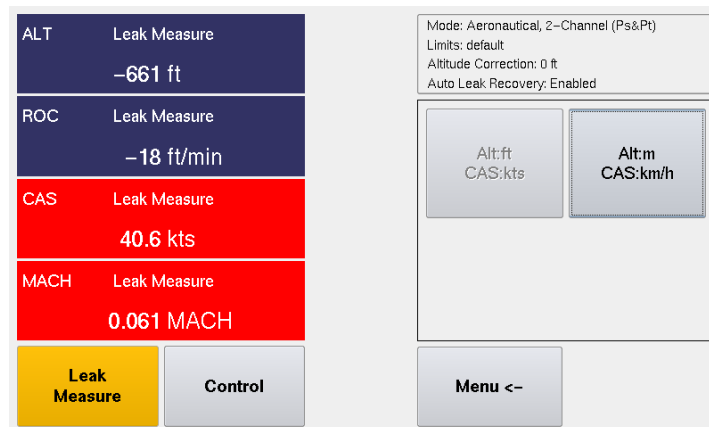 ALT Leak Measure
−661 ft
ROC Leak Measure
−18 ft/min
CAS Leak Measure
40.6 kts
MACH Leak Measure
0.061 MACH
Leak
Measure
Control
Mode: Aeronautical, 2−Channel (Ps&Pt)
Limits: default
Altitude Correction: 0 ft
Auto Leak Recovery: Enabled
Alt:ft
CAS:kts
Alt:m
CAS:km/h
Menu <−